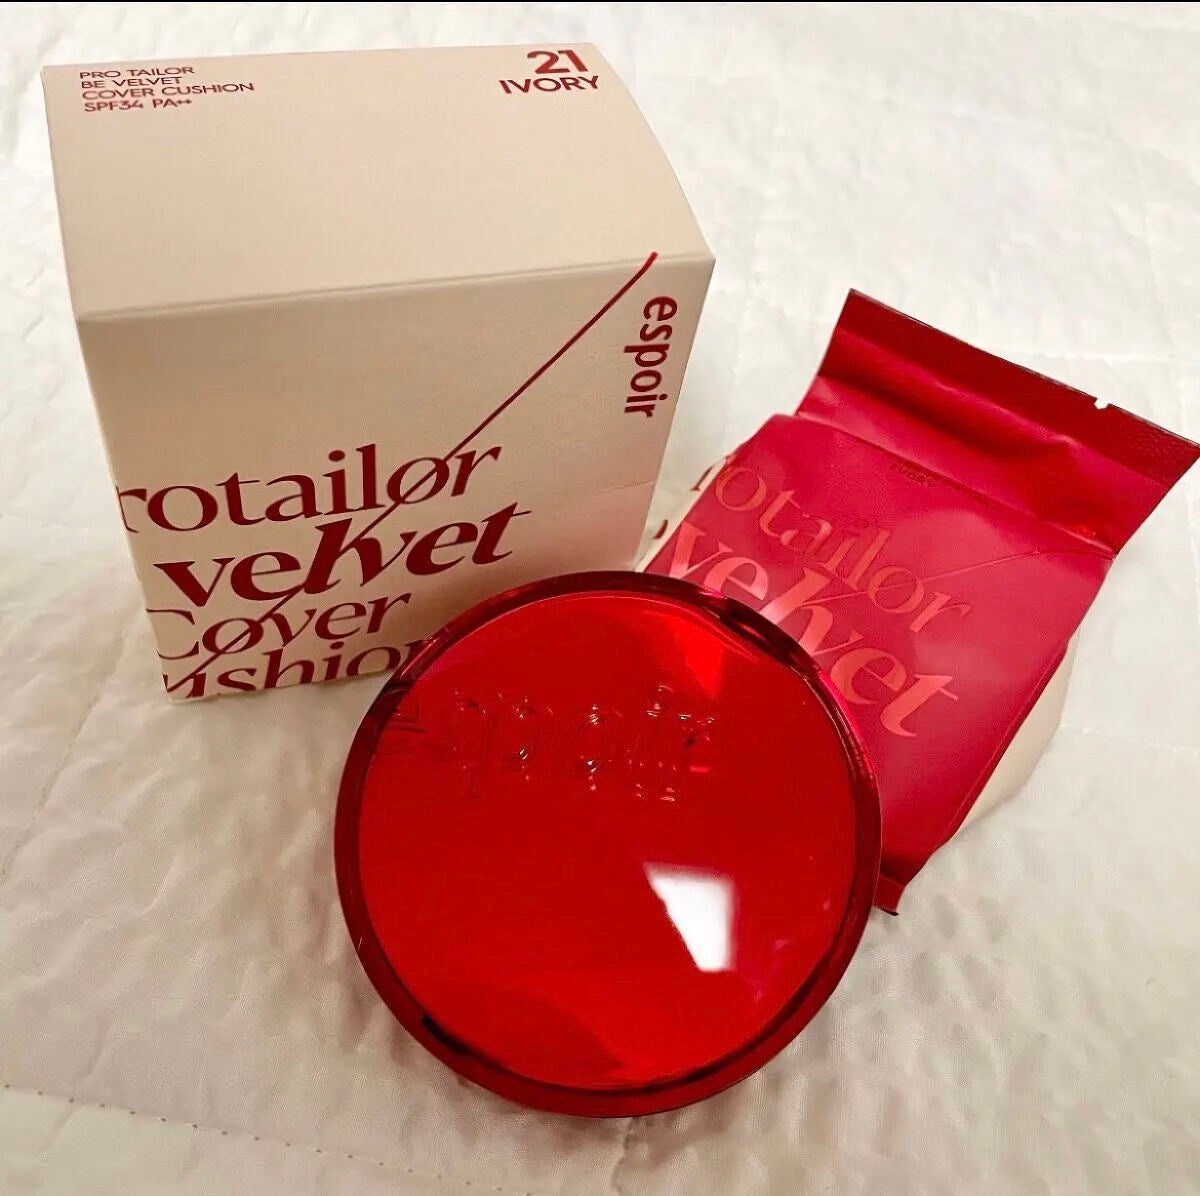 PRO TAILOR
BE VELVET
COVER CUSHION
SPF34 PA++
21
IVORY
espoir
rotailor
velvet
Cover
ushion
rotailor
velvet
espoir